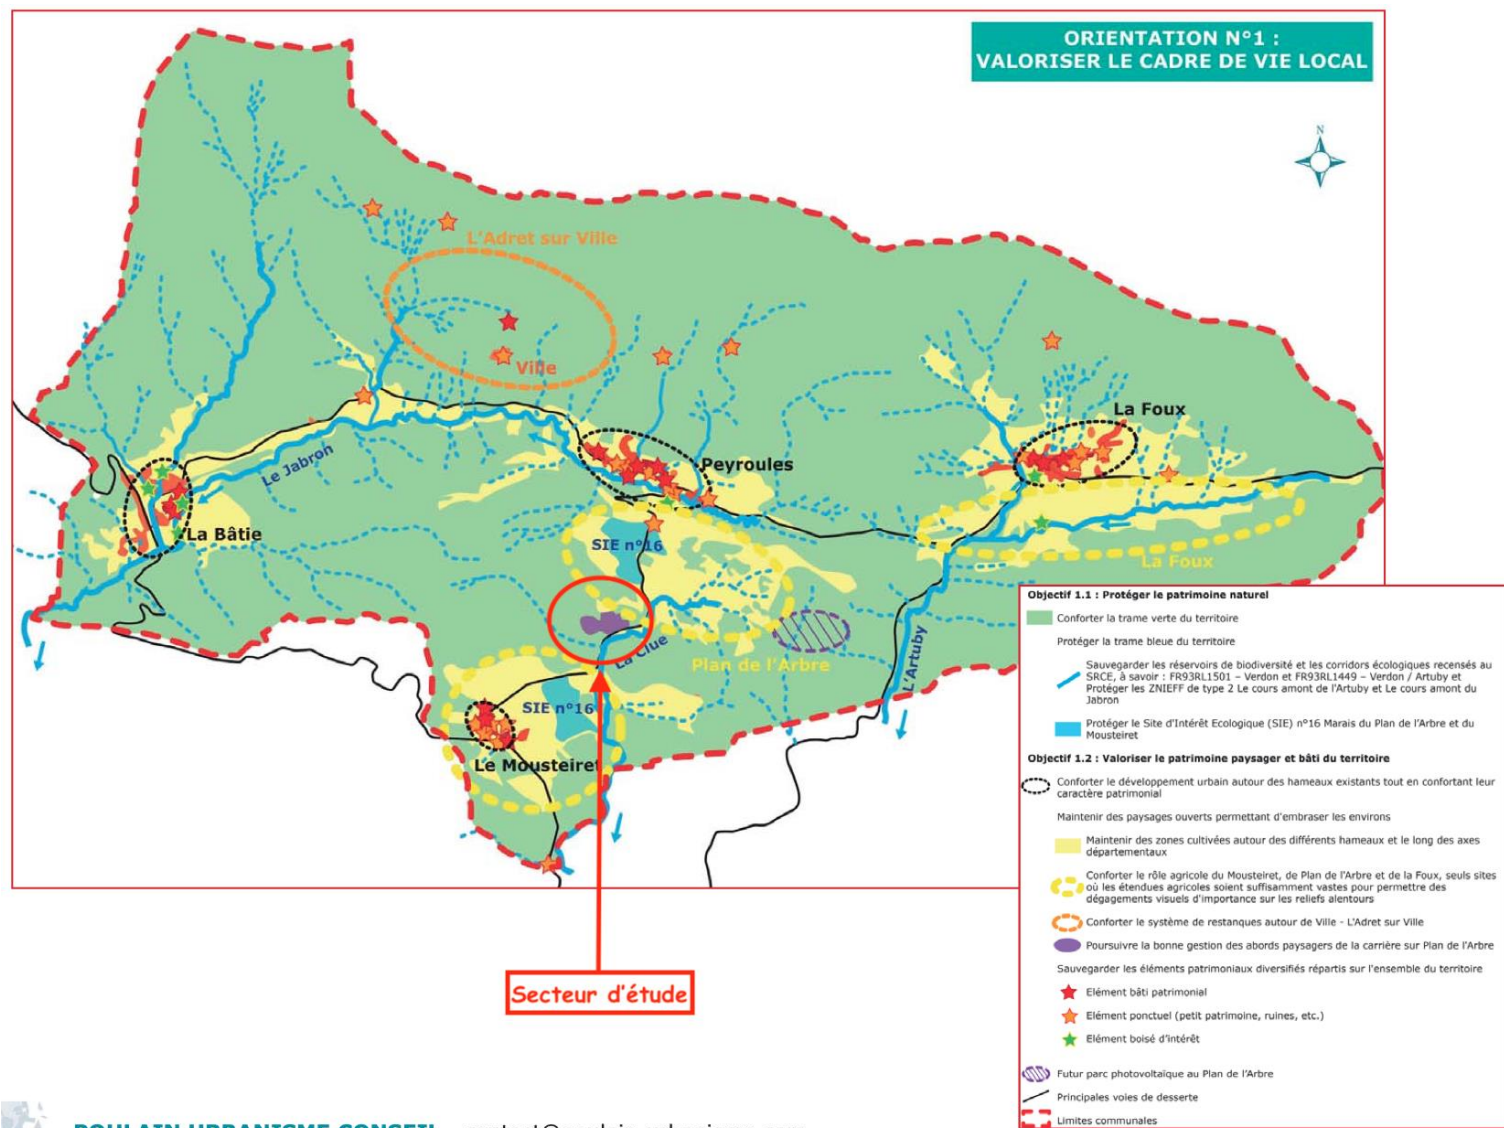 ORIENTATION N°1 :
VALORISER LE CADRE DE VIE LOCAL
N
L'Adret sur Ville
Ville
La Foux
Peyroules
Le Jabron
La Bâtie
SIE n°16
La Foux
La Clue
Plan de l'Arbre
L'Artuby
SIE n°16
Le Mousteiret
Secteur d'étude
Objectif 1.1 : Protéger le patrimoine naturel
Conforter la trame verte du territoire
Protéger la trame bleue du territoire
Sauvegarder les réservoirs de biodiversité et les corridors écologiques recensés au
SRCE, à savoir : FR93RL1501 – Verdon et FR93RL1449 – Verdon / Artuby et
Protéger les ZNIEFF de type 2 Le cours amont de l'Artuby et Le cours amont du
Jabron
Protéger le Site d'Intérêt Ecologique (SIE) n°16 Marais du Plan de l'Arbre et du
Mousteiret
Objectif 1.2 : Valoriser le patrimoine paysager et bâti du territoire
Conforter le développement urbain autour des hameaux existants tout en confortant leur
caractère patrimonial
Maintenir des paysages ouverts permettant d'embraser les environs
Maintenir des zones cultivées autour des différents hameaux et le long des axes
départementaux
Conforter le rôle agricole du Mousteiret, de Plan de l'Arbre et de la Foux, seuls sites
où les étendues agricoles soient suffisamment vastes pour permettre des
dégagements visuels d'importance sur les reliefs alentours
Conforter le système de restanques autour de Ville - L'Adret sur Ville
Poursuivre la bonne gestion des abords paysagers de la carrière sur Plan de l'Arbre
Sauvegarder les éléments patrimoniaux diversifiés répartis sur l'ensemble du territoire
Elément bâti patrimonial
Elément ponctuel (petit patrimoine, ruines, etc.)
Elément boisé d'intérêt
Futur parc photovoltaïque au Plan de l'Arbre
Principales voies de desserte
Limites communales
POULAIN URBANISME CONSEIL